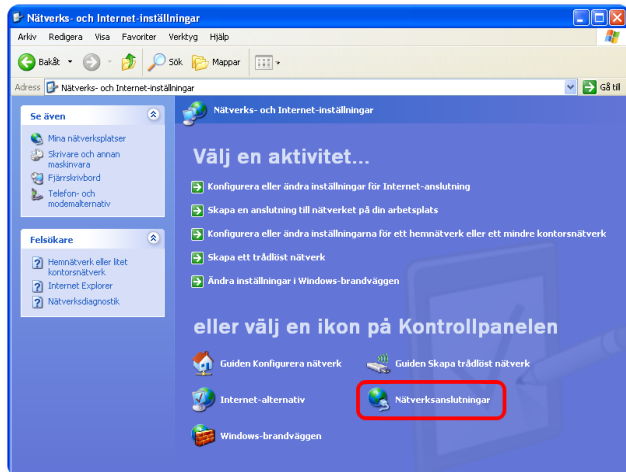 Nätverks- och Internet-inställningar
Arkiv Redigera Visa Favoriter Verktyg Hjälp
Bakåt Sök Mappar
Adress Nätverks- och Internet-inställningar Gå till
Se även
Mina nätverksplatser
Skrivare och annan
maskinvara
Fjärrskrivbord
Telefon- och
modemalternativ
Felsökare
Hemnätverk eller litet
kontorsnätverk
Internet Explorer
Nätverksdiagnostik
Nätverks- och Internet-inställningar
Välj en aktivitet...
Konfigurera eller ändra inställningar för Internet-anslutning
Skapa en anslutning till nätverket på din arbetsplats
Konfigurera eller ändra inställningarna för ett hemnätverk eller ett mindre kontorsnätverk
Skapa ett trådlöst nätverk
Ändra inställningar i Windows-brandväggen
eller välj en ikon på Kontrollpanelen
Guiden Konfigurera nätverk Guiden Skapa trådlöst nätverk
Internet-alternativ Nätverksanslutningar
Windows-brandväggen